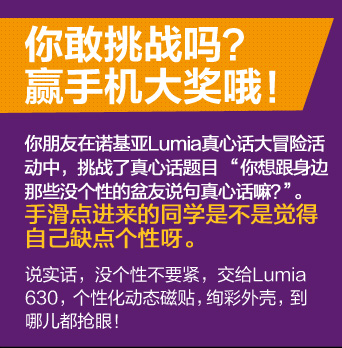 你敢挑战吗？
赢手机大奖哦！
你朋友在诺基亚Lumia真心话大冒险活
动中，挑战了真心话题目“你想跟身边
那些没个性的盆友说句真心话嘛？”。
手滑点进来的同学是不是觉得
自己缺点个性呀。
说实话，没个性不要紧，交给Lumia
630，个性化动态磁贴，绚彩外壳，到
哪儿都抢眼！